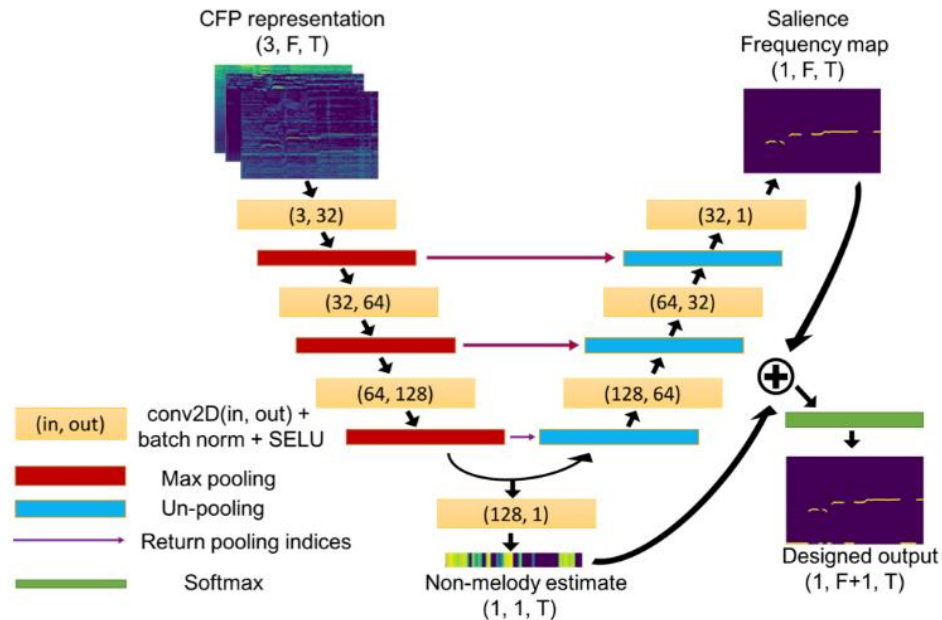 CFP representation
(3, F, T)
Salience
Frequency map
(1, F, T)
(3, 32)
(32, 1)
(32, 64)
(64, 32)
(64, 128)
(128, 64)
(in, out)
conv2D(in, out) +
batch norm + SELU
Max pooling
Un-pooling
Return pooling indices
Softmax
(128, 1)
Non-melody estimate
(1, 1, T)
Designed output
(1, F+1, T)